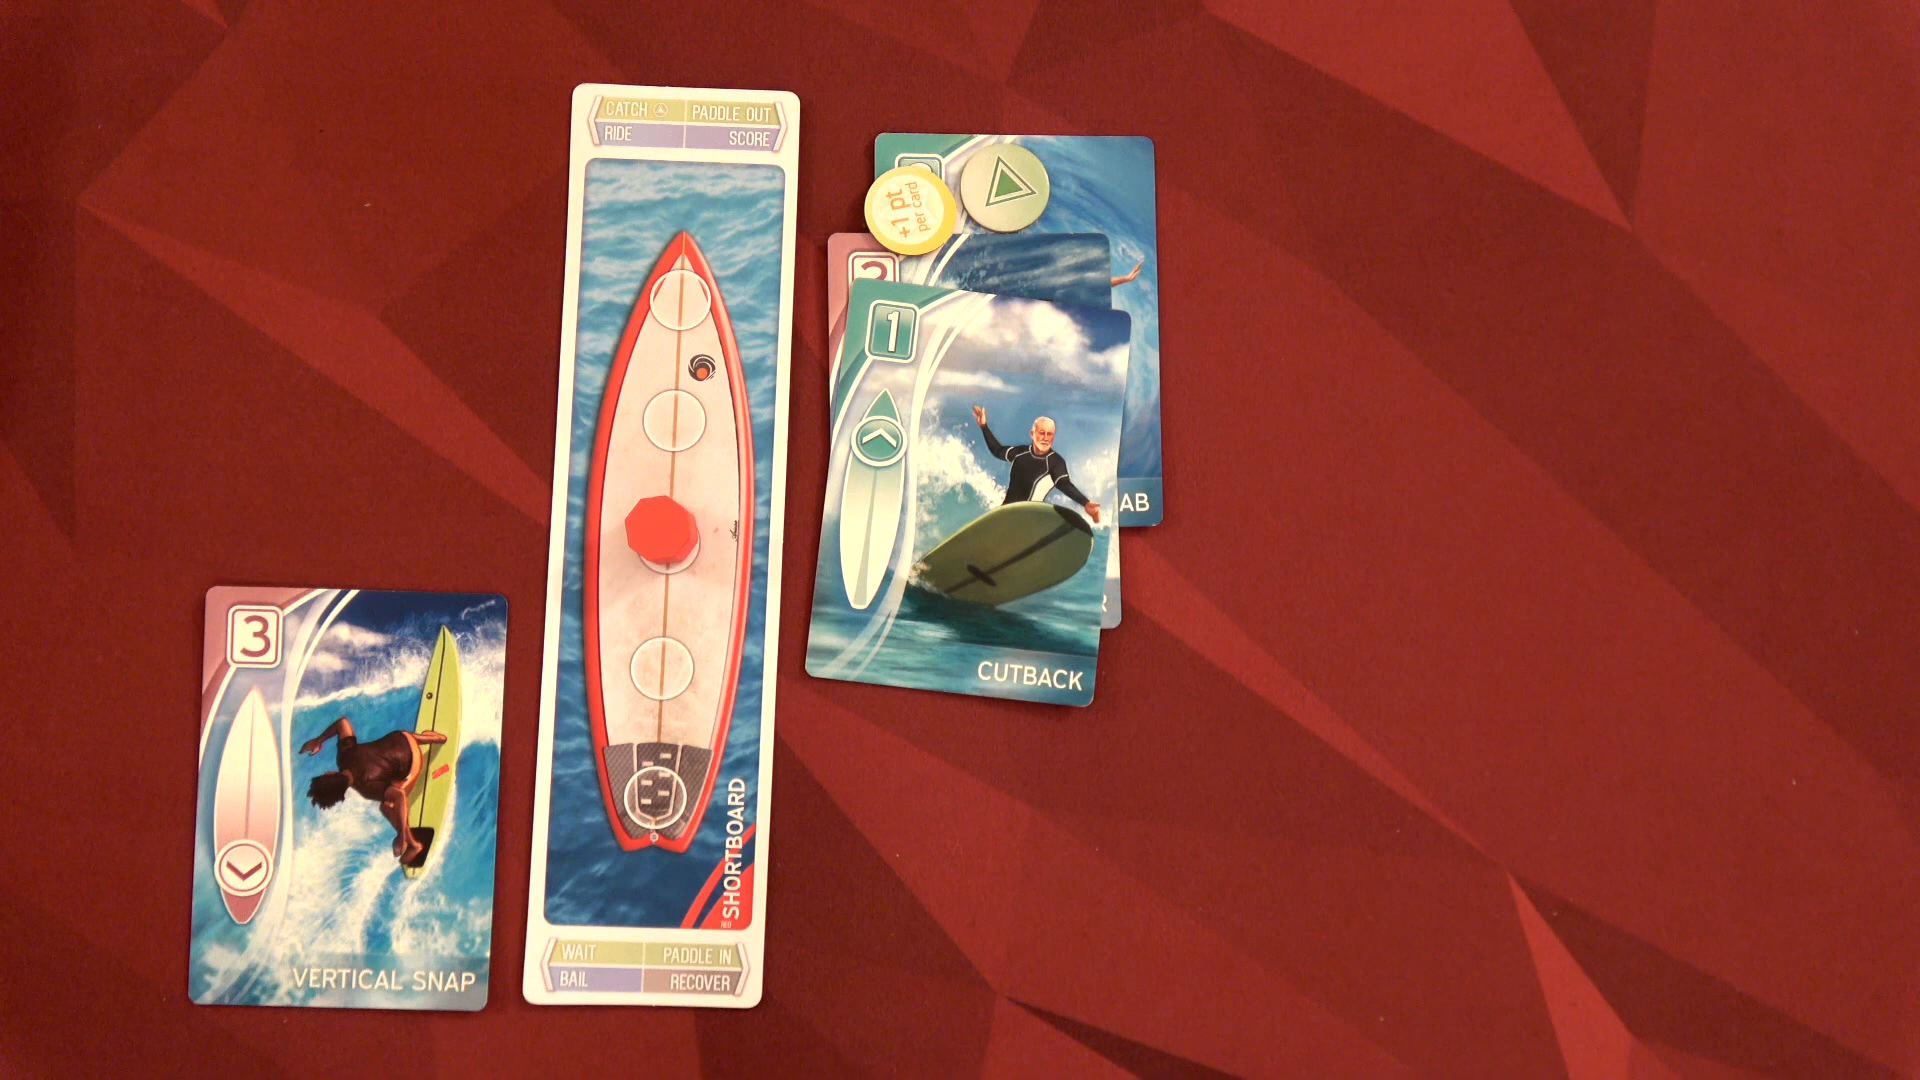 CATCH PADDLE OUT
RIDE SCORE
+1 pt
per card
1
AB
R
CUTBACK
3
VERTICAL SNAP
RED
SHORTBOARD
WAIT PADDLE IN
BAIL RECOVER